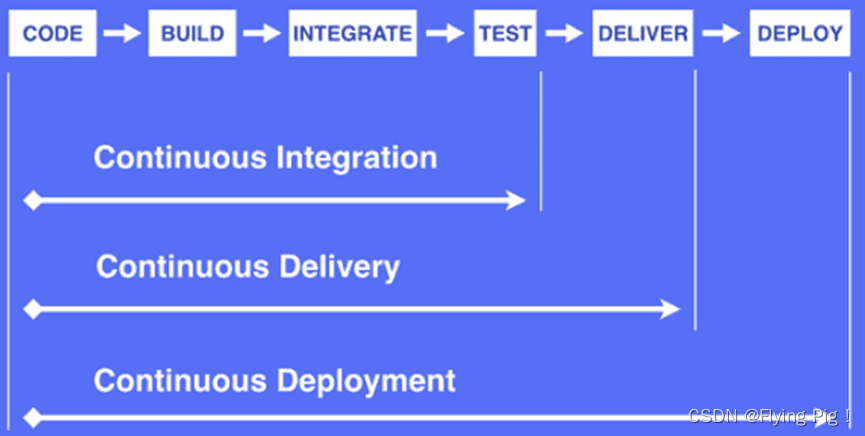 CODE BUILD INTEGRATE TEST DELIVER DEPLOY
Continuous Integration
Continuous Delivery
Continuous Deployment
CSDN @Flying Pig！